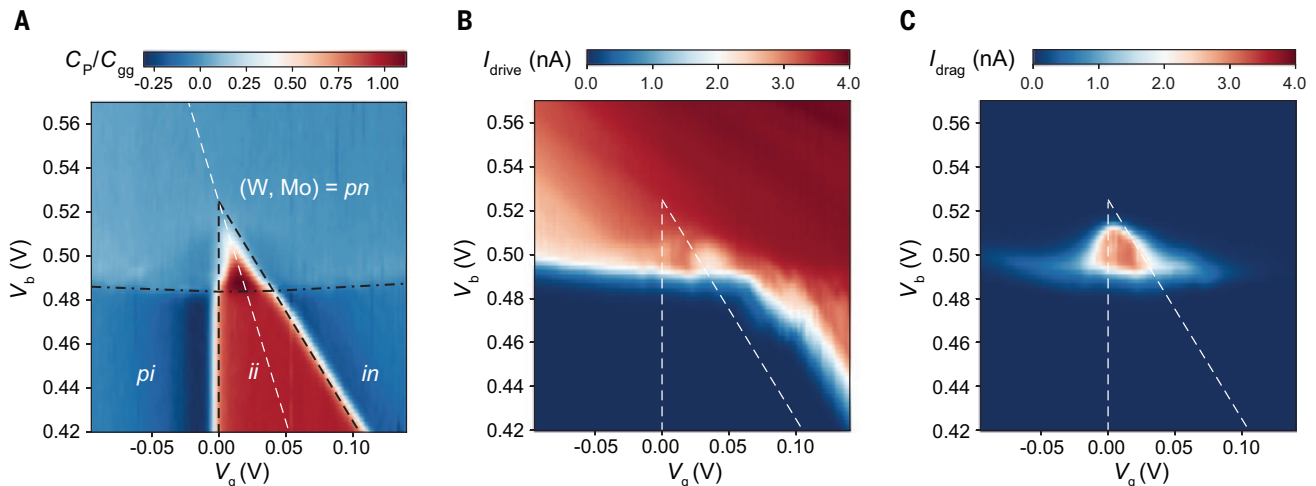 A
C_P/C_gg
-0.25 0.0 0.25 0.50 0.75 1.00
V_b (V)
0.56
0.54
0.52
0.50
0.48
0.46
0.44
0.42
(W, Mo) = pn
pi
ii
in
-0.05 0.00 0.05 0.10
V_g (V)
B
I_drive (nA)
0.0 1.0 2.0 3.0 4.0
V_b (V)
0.56
0.54
0.52
0.50
0.48
0.46
0.44
0.42
-0.05 0.00 0.05 0.10
V_g (V)
C
I_drag (nA)
0.0 1.0 2.0 3.0 4.0
V_b (V)
0.56
0.54
0.52
0.50
0.48
0.46
0.44
0.42
-0.05 0.00 0.05 0.10
V_g (V)